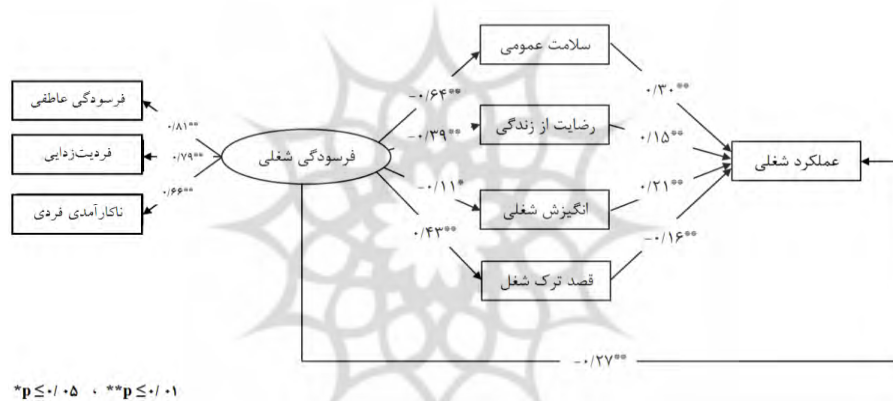 سلامت عمومی
رضایت از زندگی
انگیزش شغلی
قصد ترک شغل
فرسودگی عاطفی
فردیت‌زدایی
ناکارآمدی فردی
فرسودگی شغلی
عملکرد شغلی
۰/۸۱**
۰/۷۹**
۰/۶۶**
-۰/۶۴**
-۰/۳۹**
-۰/۱۱*
۰/۴۳**
۰/۳۰**
۰/۱۵**
۰/۲۱**
-۰/۱۶**
-۰/۲۷**
*p ≤۰/۰۵ ، **p ≤۰/۰۱